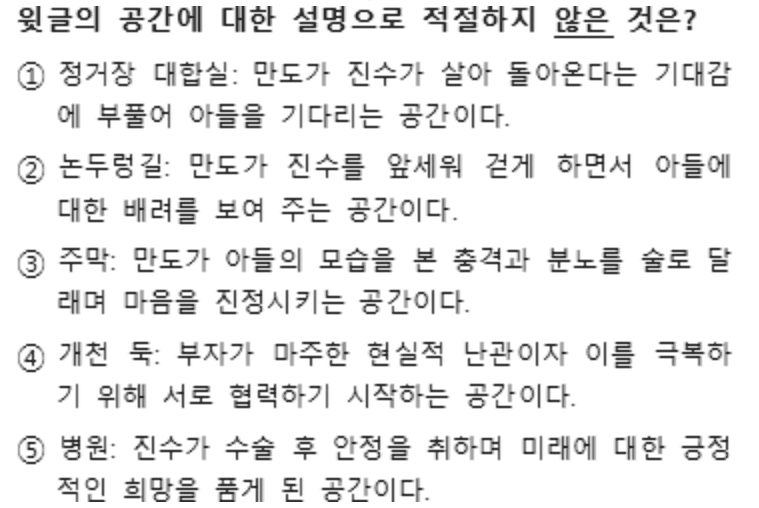 윗글의 공간에 대한 설명으로 적절하지 않은 것은?
① 정거장 대합실: 만도가 진수가 살아 돌아온다는 기대감
에 부풀어 아들을 기다리는 공간이다.
② 논두렁길: 만도가 진수를 앞세워 걷게 하면서 아들에
대한 배려를 보여 주는 공간이다.
③ 주막: 만도가 아들의 모습을 본 충격과 분노를 술로 달
래며 마음을 진정시키는 공간이다.
④ 개천 둑: 부자가 마주한 현실적 난관이자 이를 극복하
기 위해 서로 협력하기 시작하는 공간이다.
⑤ 병원: 진수가 수술 후 안정을 취하며 미래에 대한 긍정
적인 희망을 품게 된 공간이다.